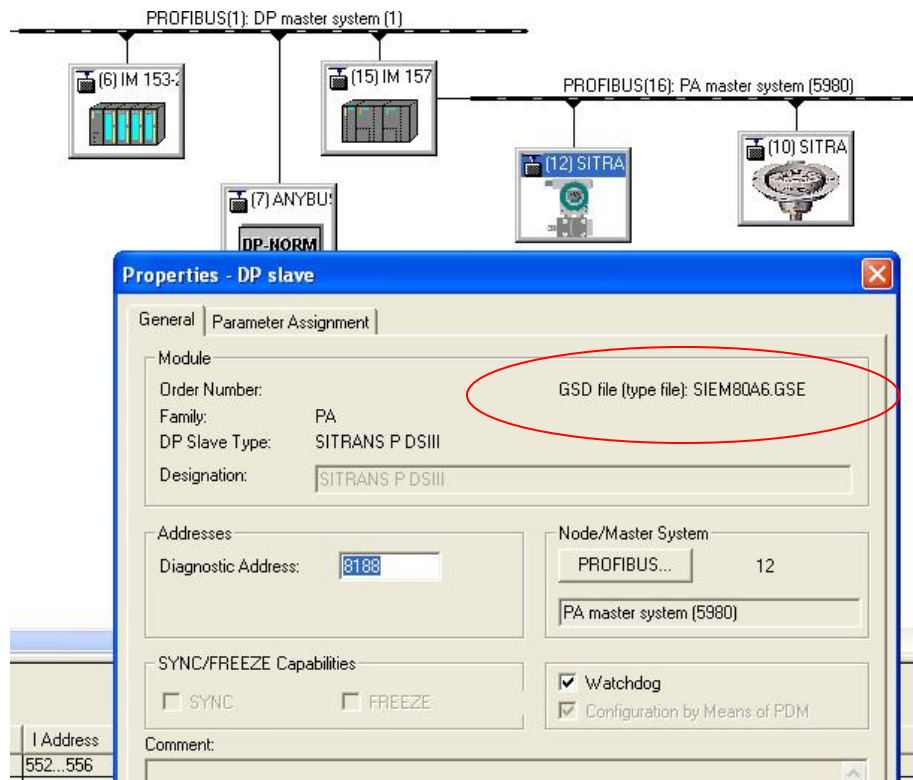 PROFIBUS(1): DP master system (1)
(6) IM 153-2
(15) IM 157
PROFIBUS(16): PA master system (5980)
(12) SITRA
(10) SITRA
(7) ANYBUS
DP-NORM
Properties - DP slave
General Parameter Assignment
Module
Order Number: GSD file (type file): SIEM80A6.GSE
Family: PA
DP Slave Type: SITRANS P DSIII
Designation: SITRANS P DSIII
Addresses Node/Master System
Diagnostic Address: 8188 PROFIBUS... 12
PA master system (5980)
SYNC/FREEZE Capabilities
SYNC FREEZE
Watchdog
Configuration by Means of PDM
I Address
Comment:
552...556